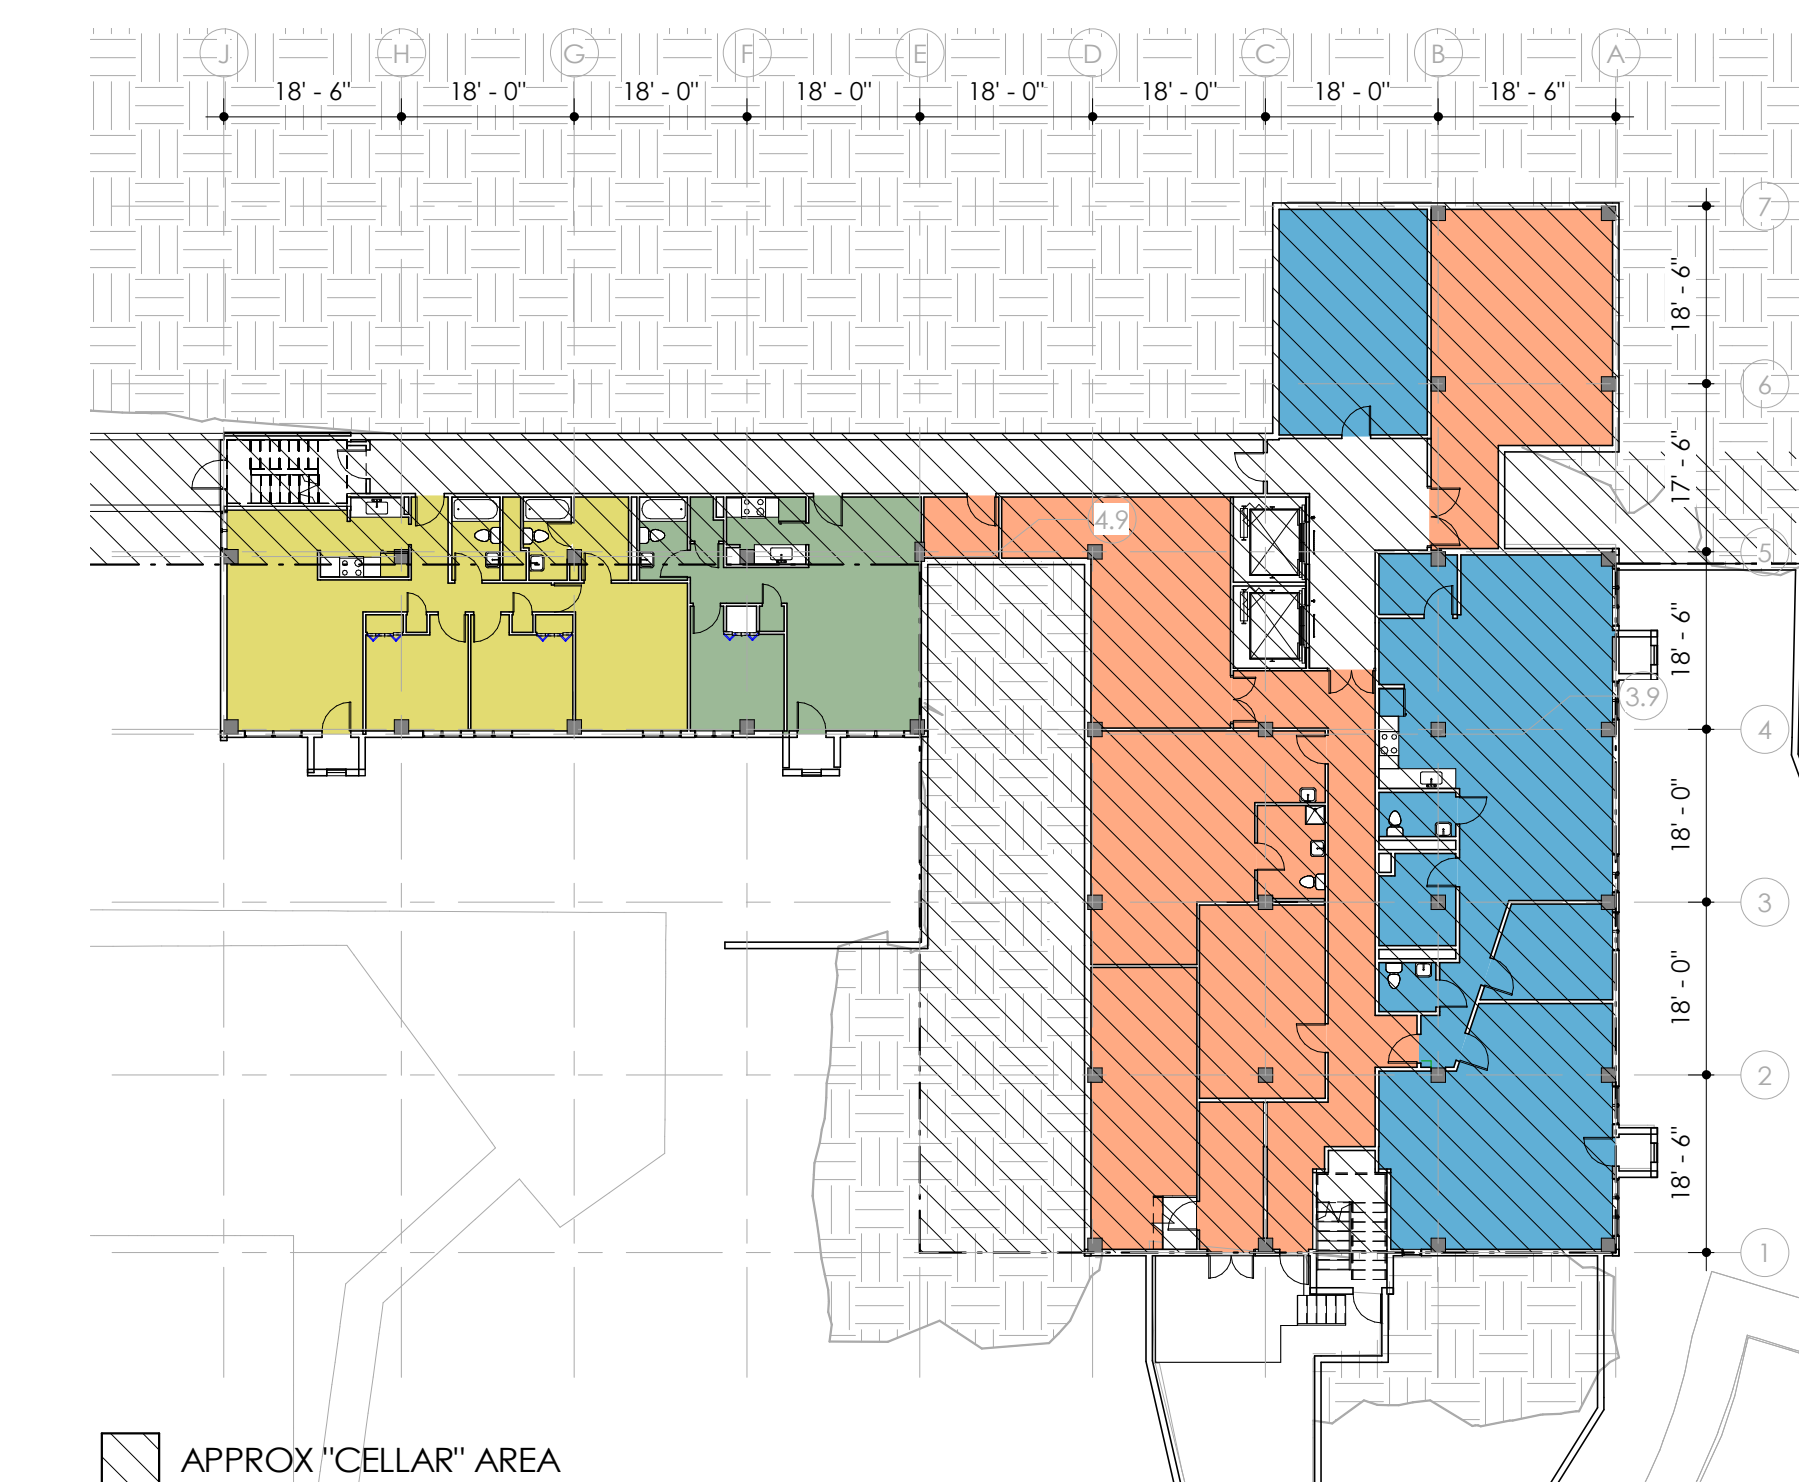 J H G F E D C B A
18' - 6" 18' - 0" 18' - 0" 18' - 0" 18' - 0" 18' - 0" 18' - 0" 18' - 6"
7
18' - 6"
6
17' - 6"
4.9
5
18' - 6"
3.9
4
18' - 0"
3
18' - 0"
2
18' - 6"
1
APPROX "CELLAR" AREA